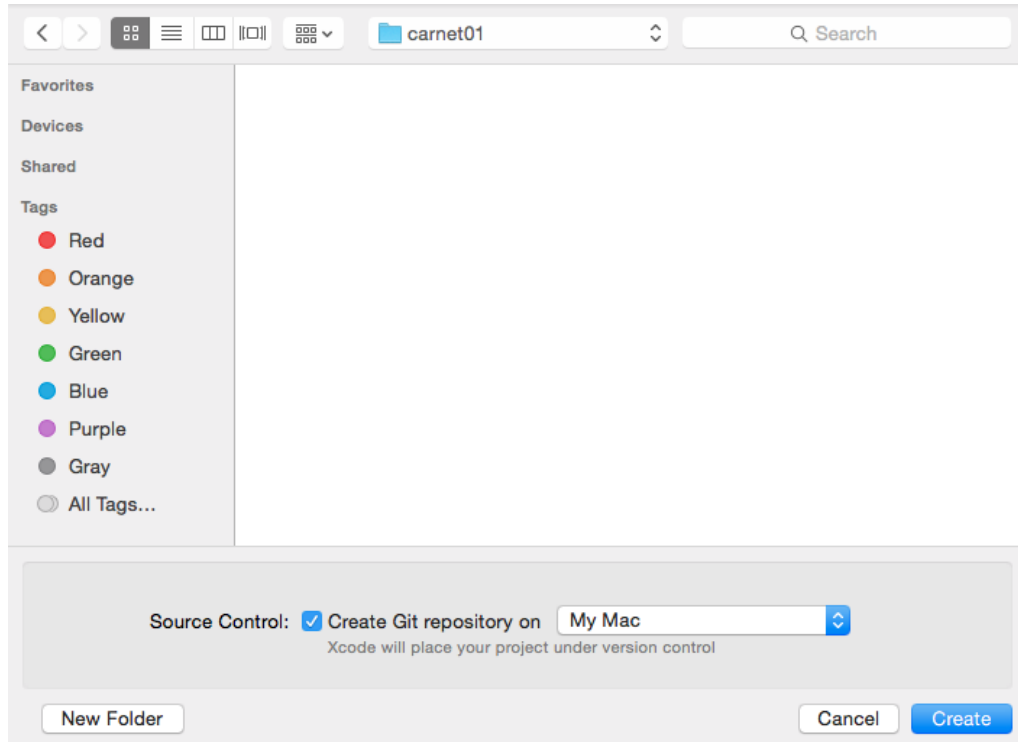 carnet01
Search
Favorites
Devices
Shared
Tags
Red
Orange
Yellow
Green
Blue
Purple
Gray
All Tags...
Source Control: Create Git repository on My Mac
Xcode will place your project under version control
New Folder Cancel Create